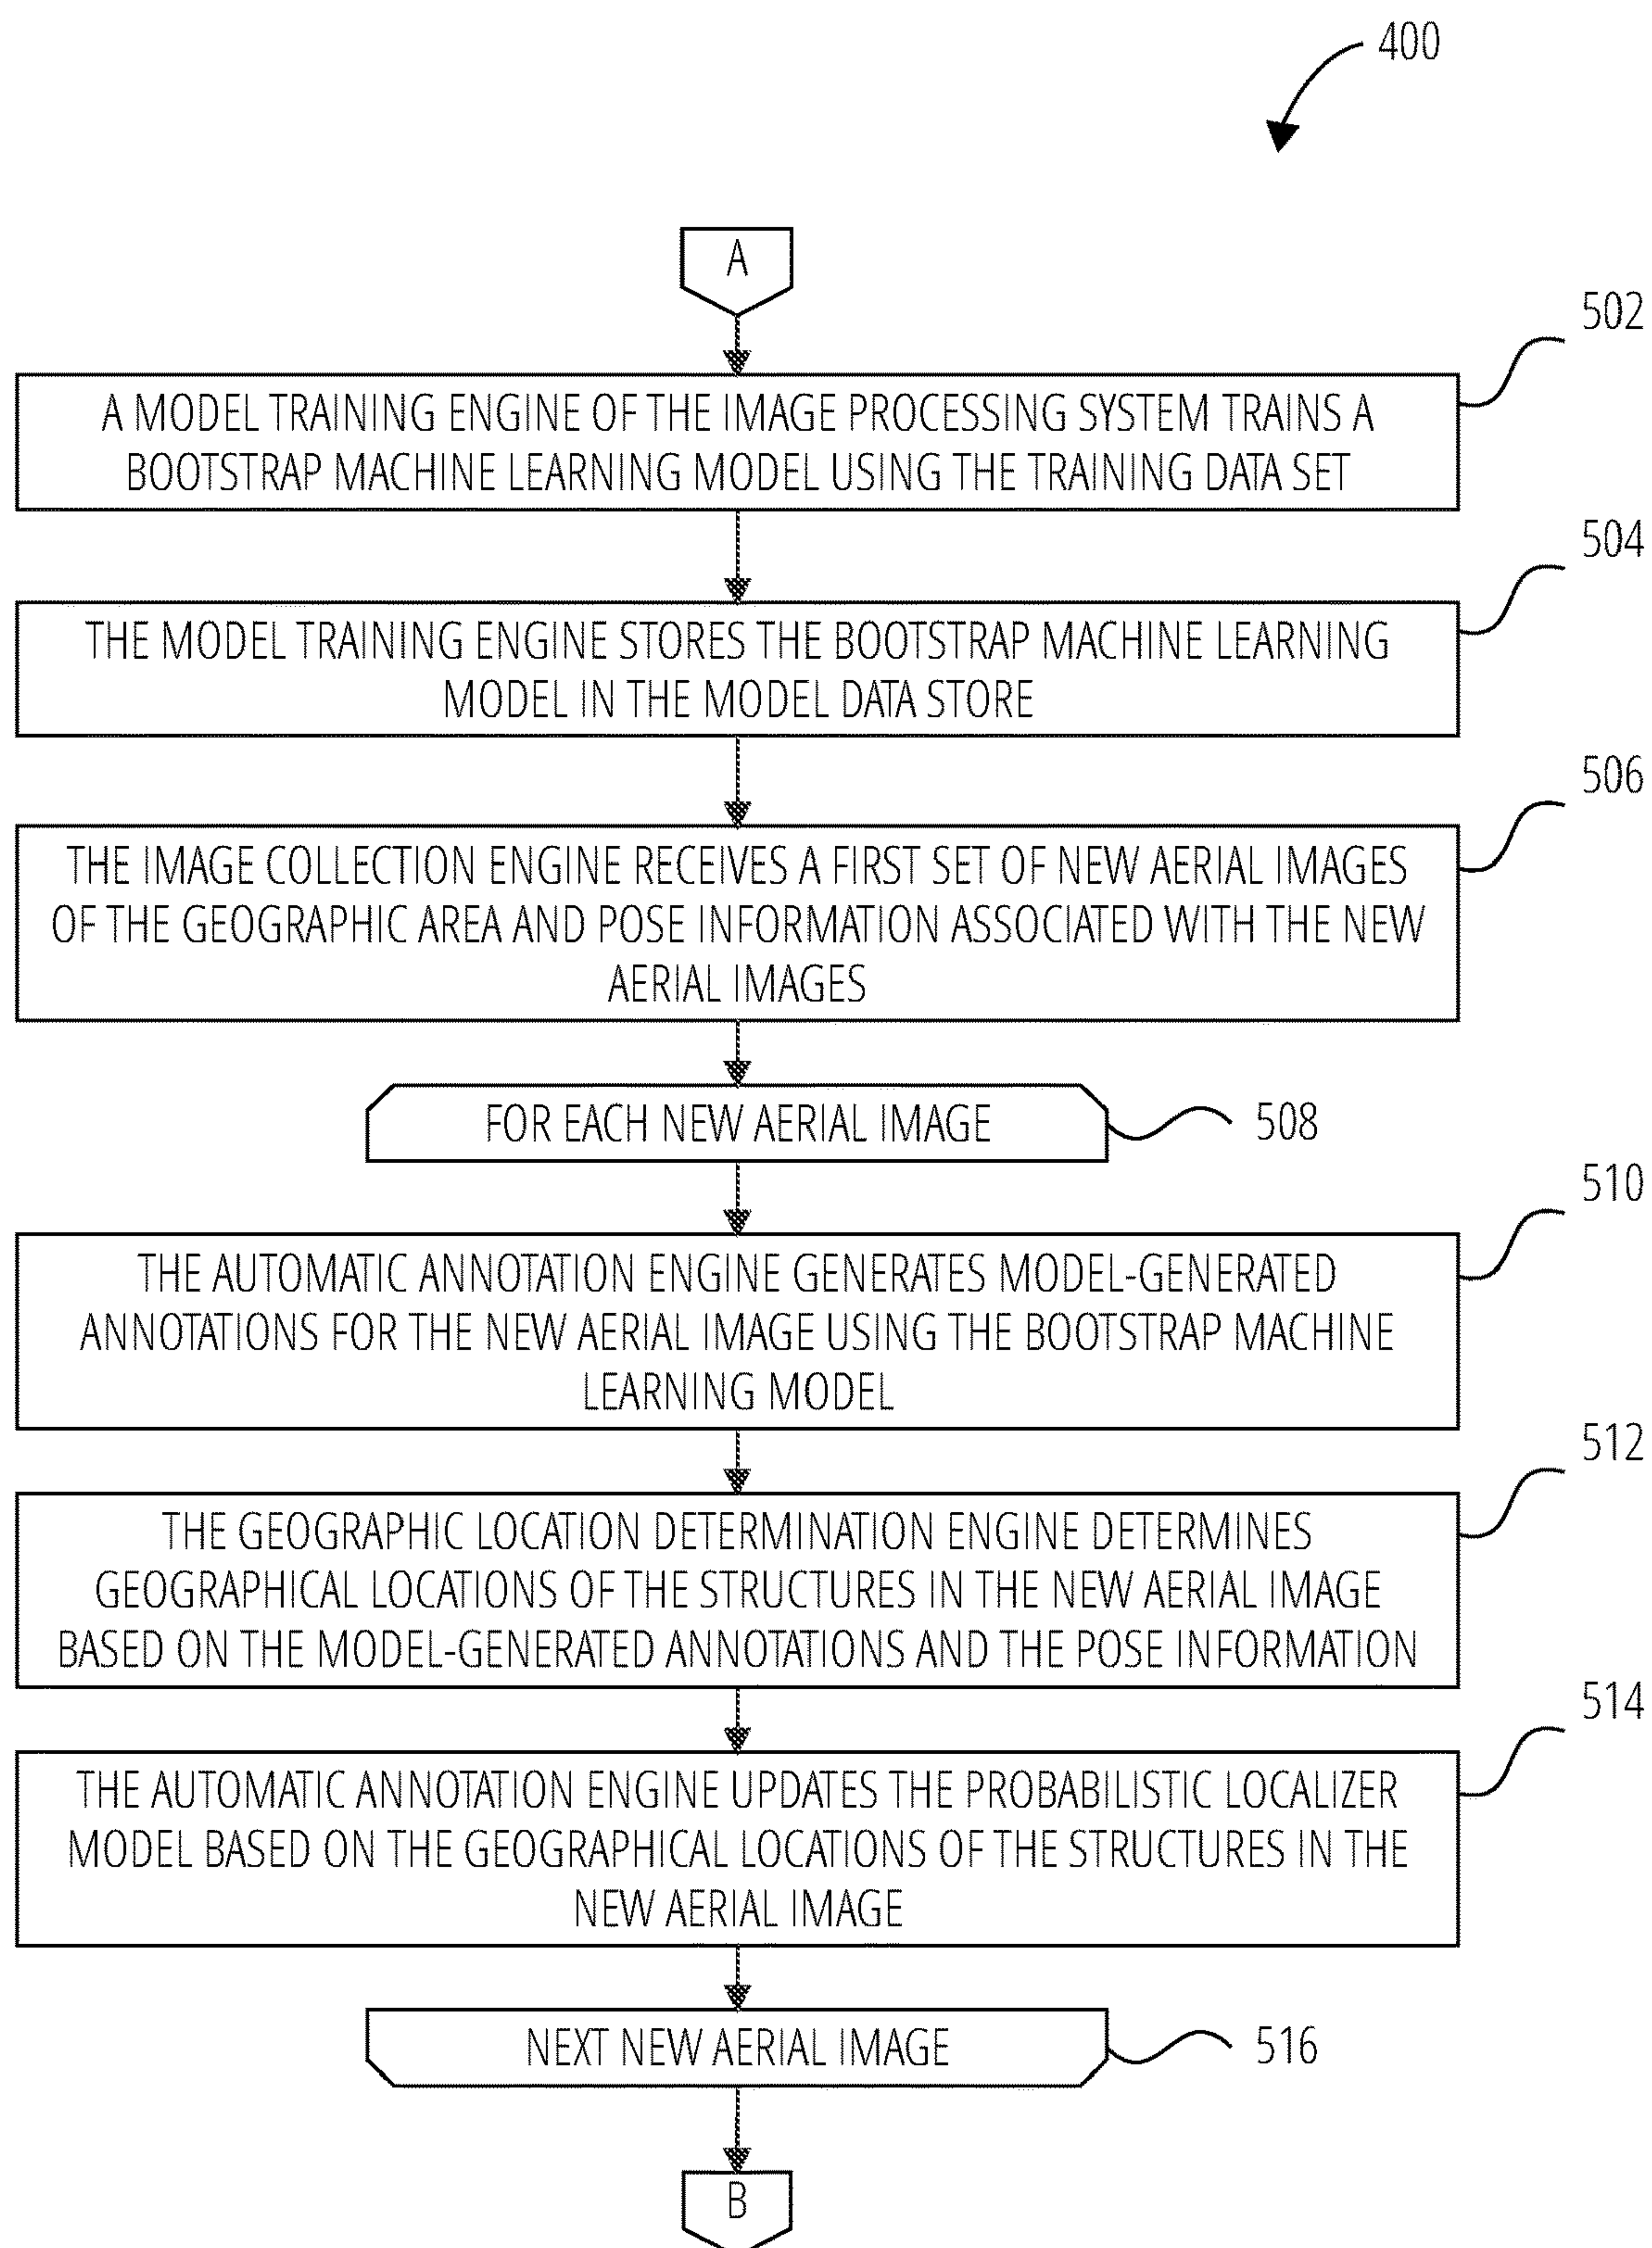 400
A
502
A MODEL TRAINING ENGINE OF THE IMAGE PROCESSING SYSTEM TRAINS A
BOOTSTRAP MACHINE LEARNING MODEL USING THE TRAINING DATA SET
504
THE MODEL TRAINING ENGINE STORES THE BOOTSTRAP MACHINE LEARNING
MODEL IN THE MODEL DATA STORE
506
THE IMAGE COLLECTION ENGINE RECEIVES A FIRST SET OF NEW AERIAL IMAGES
OF THE GEOGRAPHIC AREA AND POSE INFORMATION ASSOCIATED WITH THE NEW
AERIAL IMAGES
FOR EACH NEW AERIAL IMAGE
508
510
THE AUTOMATIC ANNOTATION ENGINE GENERATES MODEL-GENERATED
ANNOTATIONS FOR THE NEW AERIAL IMAGE USING THE BOOTSTRAP MACHINE
LEARNING MODEL
512
THE GEOGRAPHIC LOCATION DETERMINATION ENGINE DETERMINES
GEOGRAPHICAL LOCATIONS OF THE STRUCTURES IN THE NEW AERIAL IMAGE
BASED ON THE MODEL-GENERATED ANNOTATIONS AND THE POSE INFORMATION
514
THE AUTOMATIC ANNOTATION ENGINE UPDATES THE PROBABILISTIC LOCALIZER
MODEL BASED ON THE GEOGRAPHICAL LOCATIONS OF THE STRUCTURES IN THE
NEW AERIAL IMAGE
NEXT NEW AERIAL IMAGE
516
B